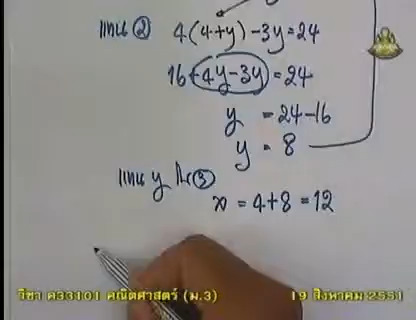 แทน ② 4(4+y)-3y=24
16+4y-3y=24
y = 24-16
y = 8
แทน y ใน ③
x = 4+8 = 12
วิชา ค33101 คณิตศาสตร์ (ม.3) 19 สิงหาคม 2551